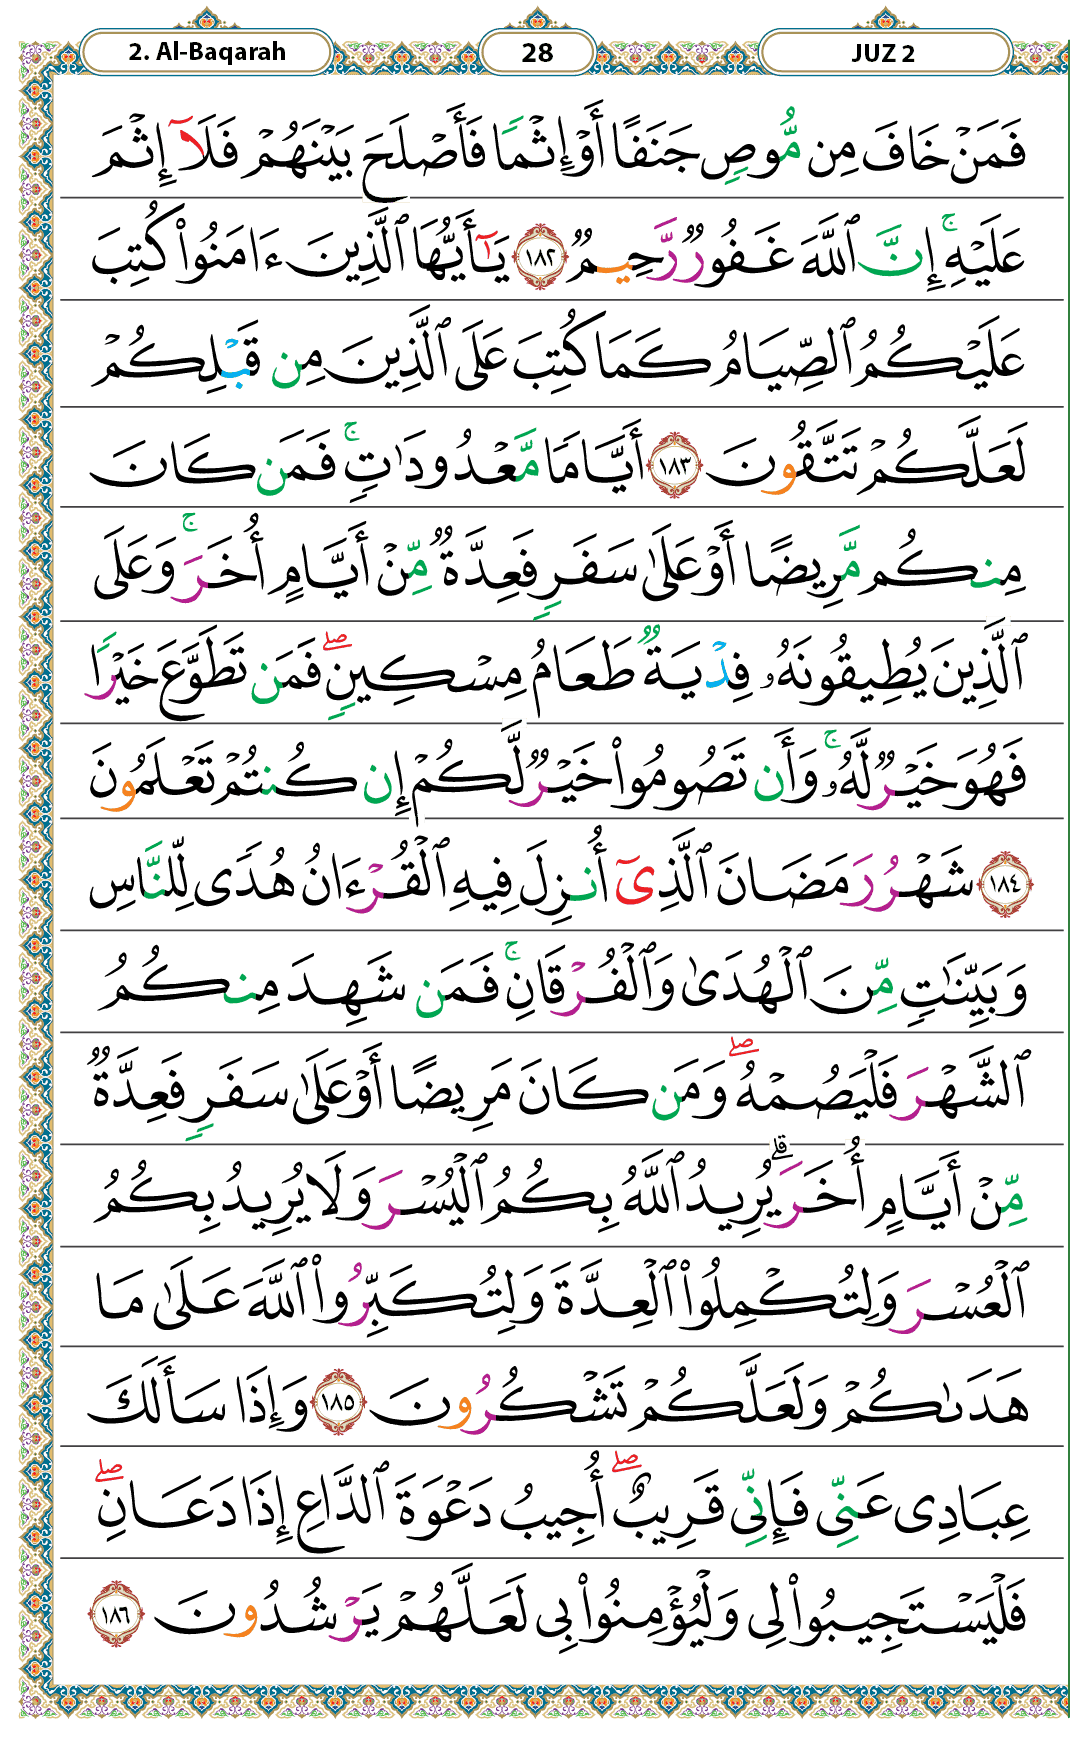 2. Al-Baqarah 28 JUZ 2
فَمَنْ خَافَ مِن مُّوصٍ جَنَفًا أَوْ إِثْمًا فَأَصْلَحَ بَيْنَهُمْ فَلَآ إِثْمَ
عَلَيْهِ ۚ إِنَّ ٱللَّهَ غَفُورٌ رَّحِيمٌ ١٨٢ يَـٰٓأَيُّهَا ٱلَّذِينَ ءَامَنُوا۟ كُتِبَ
عَلَيْكُمُ ٱلصِّيَامُ كَمَا كُتِبَ عَلَى ٱلَّذِينَ مِن قَبْلِكُمْ
لَعَلَّكُمْ تَتَّقُونَ ١٨٣ أَيَّامًا مَّعْدُودَٰتٍ ۚ فَمَن كَانَ
مِنكُم مَّرِيضًا أَوْ عَلَىٰ سَفَرٍ فَعِدَّةٌ مِّنْ أَيَّامٍ أُخَرَ ۚ وَعَلَى
ٱلَّذِينَ يُطِيقُونَهُۥ فِدْيَةٌ طَعَامُ مِسْكِينٍ ۖ فَمَن تَطَوَّعَ خَيْرًا
فَهُوَ خَيْرٌ لَّهُۥ ۚ وَأَن تَصُومُوا۟ خَيْرٌ لَّكُمْ إِن كُنتُمْ تَعْلَمُونَ
١٨٤ شَهْرُ رَمَضَانَ ٱلَّذِىٓ أُنزِلَ فِيهِ ٱلْقُرْءَانُ هُدًى لِّلنَّاسِ
وَبَيِّنَـٰتٍ مِّنَ ٱلْهُدَىٰ وَٱلْفُرْقَانِ ۚ فَمَن شَهِدَ مِنكُمُ
ٱلشَّهْرَ فَلْيَصُمْهُ ۖ وَمَن كَانَ مَرِيضًا أَوْ عَلَىٰ سَفَرٍ فَعِدَّةٌ
مِّنْ أَيَّامٍ أُخَرَ ۗ يُرِيدُ ٱللَّهُ بِكُمُ ٱلْيُسْرَ وَلَا يُرِيدُ بِكُمُ
ٱلْعُسْرَ وَلِتُكْمِلُوا۟ ٱلْعِدَّةَ وَلِتُكَبِّرُوا۟ ٱللَّهَ عَلَىٰ مَا
هَدَىٰكُمْ وَلَعَلَّكُمْ تَشْكُرُونَ ١٨٥ وَإِذَا سَأَلَكَ
عِبَادِى عَنِّى فَإِنِّى قَرِيبٌ ۖ أُجِيبُ دَعْوَةَ ٱلدَّاعِ إِذَا دَعَانِ ۖ
فَلْيَسْتَجِيبُوا۟ لِى وَلْيُؤْمِنُوا۟ بِى لَعَلَّهُمْ يَرْشُدُونَ ١٨٦